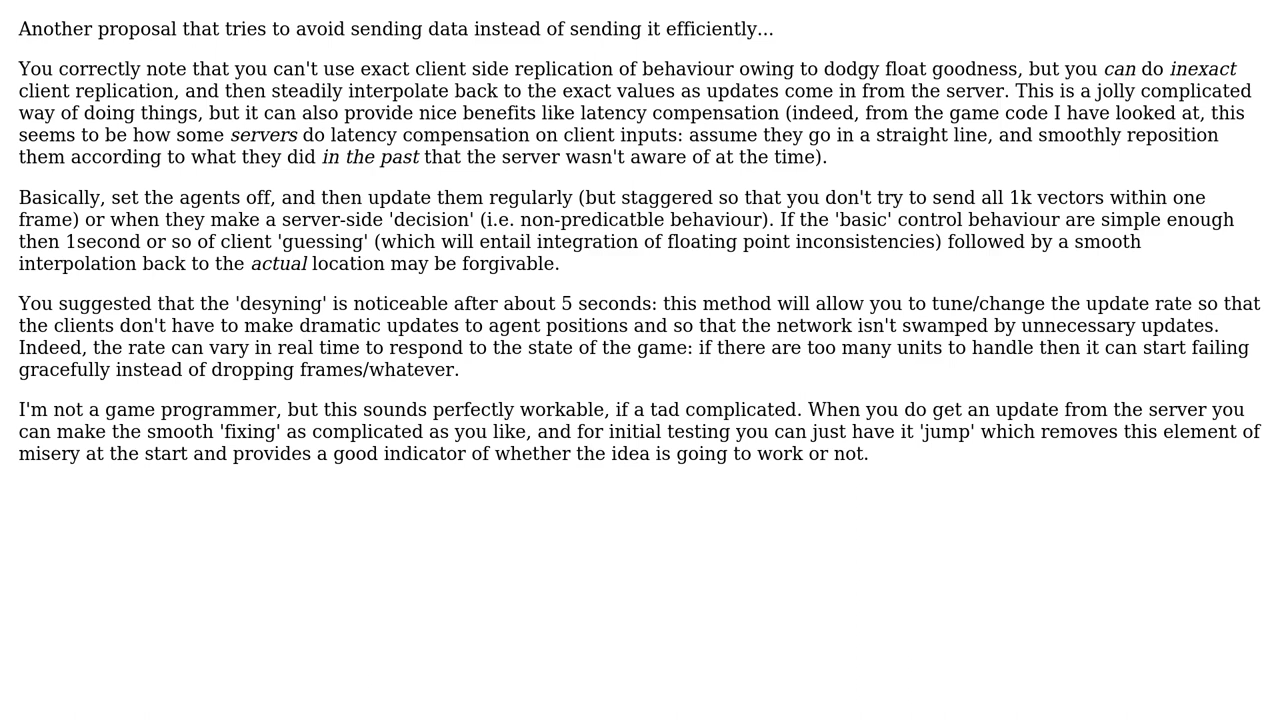 Another proposal that tries to avoid sending data instead of sending it efficiently...
You correctly note that you can't use exact client side replication of behaviour owing to dodgy float goodness, but you can do inexact
client replication, and then steadily interpolate back to the exact values as updates come in from the server. This is a jolly complicated
way of doing things, but it can also provide nice benefits like latency compensation (indeed, from the game code I have looked at, this
seems to be how some servers do latency compensation on client inputs: assume they go in a straight line, and smoothly reposition
them according to what they did in the past that the server wasn't aware of at the time).
Basically, set the agents off, and then update them regularly (but staggered so that you don't try to send all 1k vectors within one
frame) or when they make a server-side 'decision' (i.e. non-predicatble behaviour). If the 'basic' control behaviour are simple enough
then 1second or so of client 'guessing' (which will entail integration of floating point inconsistencies) followed by a smooth
interpolation back to the actual location may be forgivable.
You suggested that the 'desyning' is noticeable after about 5 seconds: this method will allow you to tune/change the update rate so that
the clients don't have to make dramatic updates to agent positions and so that the network isn't swamped by unnecessary updates.
Indeed, the rate can vary in real time to respond to the state of the game: if there are too many units to handle then it can start failing
gracefully instead of dropping frames/whatever.
I'm not a game programmer, but this sounds perfectly workable, if a tad complicated. When you do get an update from the server you
can make the smooth 'fixing' as complicated as you like, and for initial testing you can just have it 'jump' which removes this element of
misery at the start and provides a good indicator of whether the idea is going to work or not.